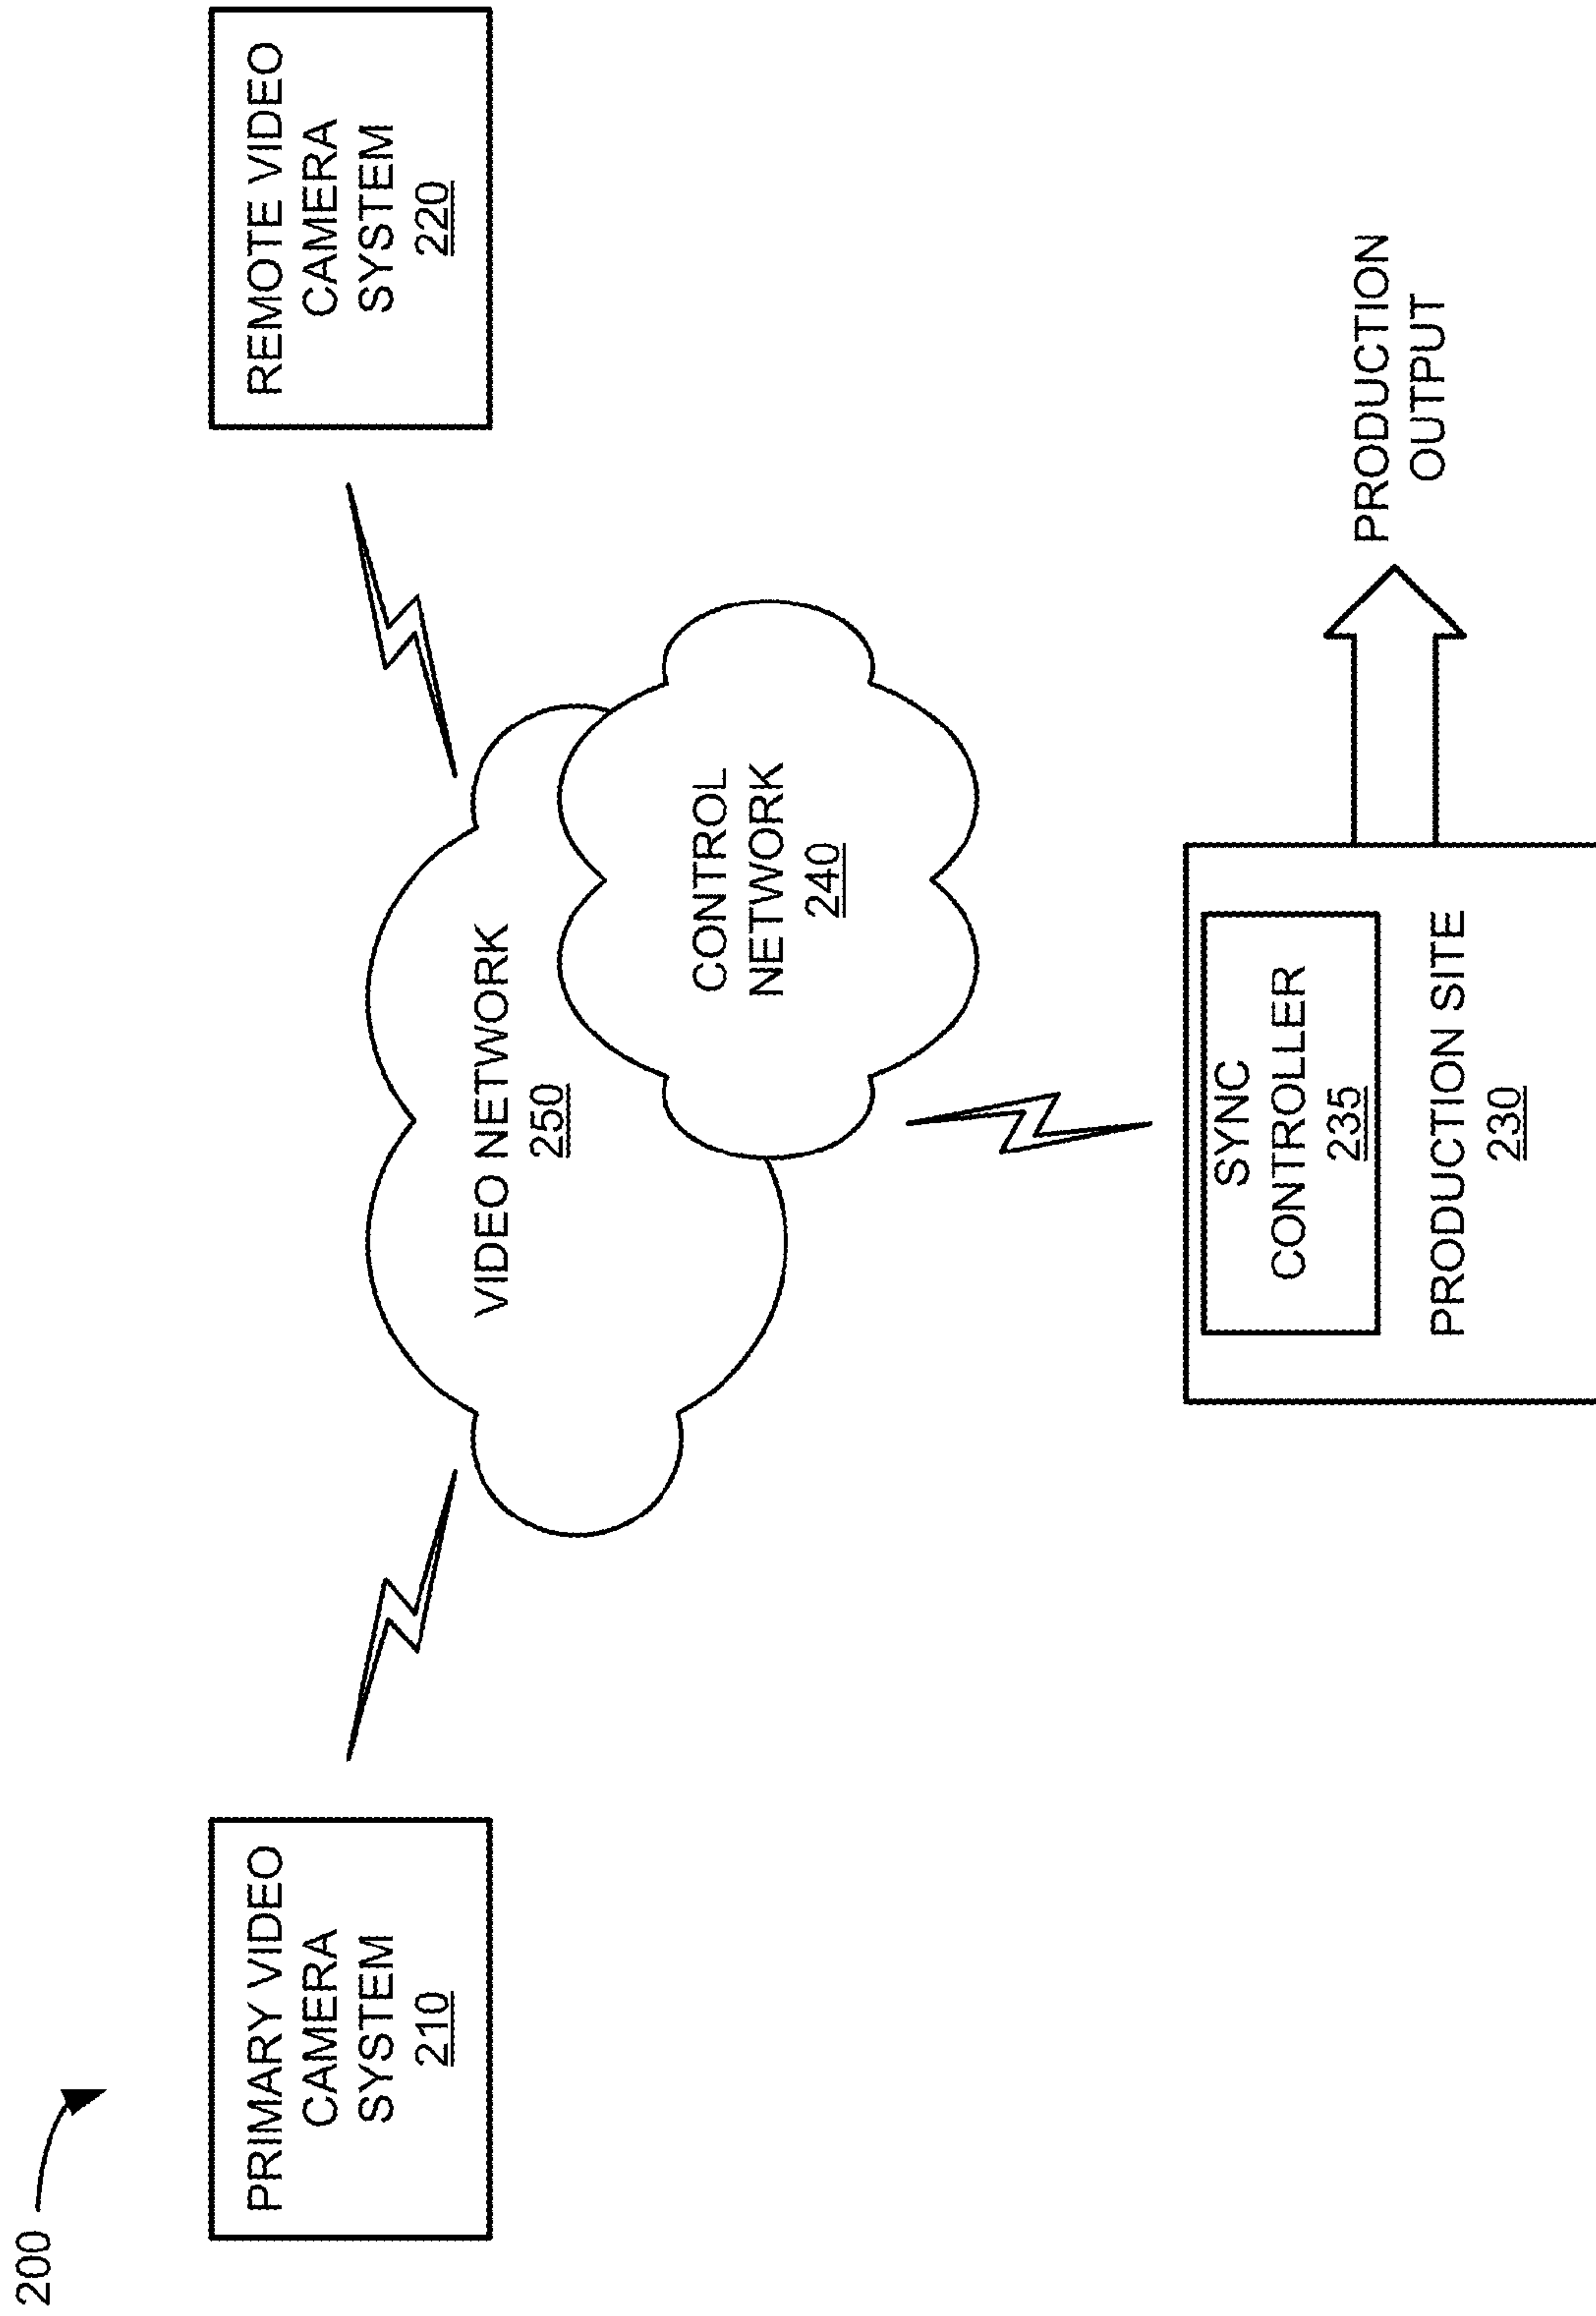 200
PRIMARY VIDEO
CAMERA
SYSTEM
210
REMOTE VIDEO
CAMERA
SYSTEM
220
VIDEO NETWORK
250
CONTROL
NETWORK
240
SYNC
CONTROLLER
235
PRODUCTION SITE
230
PRODUCTION
OUTPUT